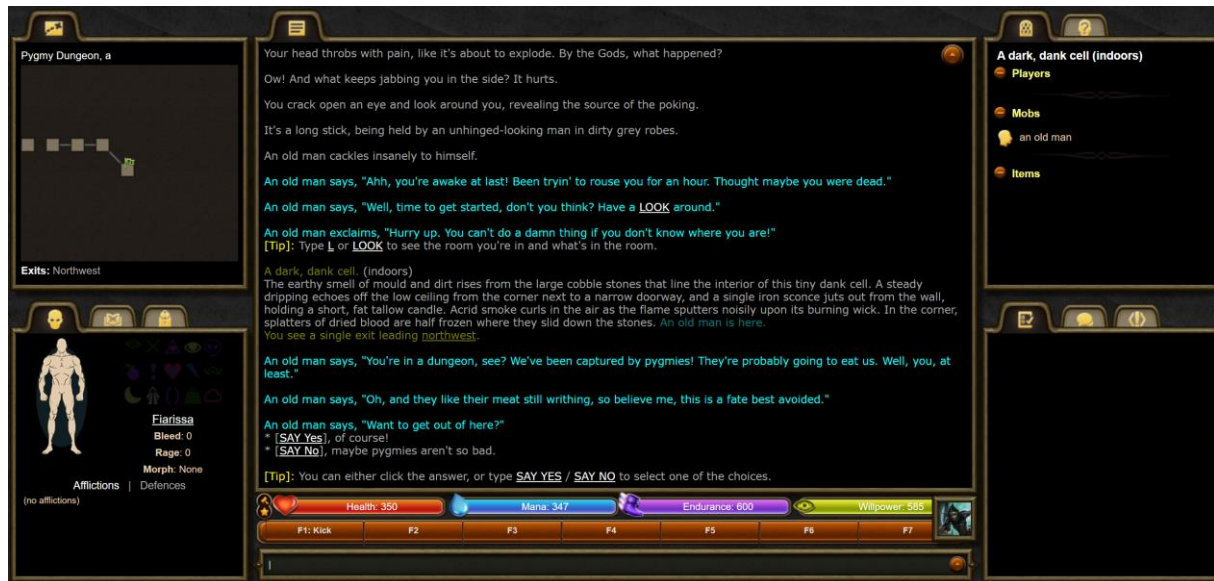 Pygmy Dungeon, a
Exits: Northwest
Fiarissa
Bleed: 0
Rage: 0
Morph: None
Afflictions | Defences
(no afflictions)
Your head throbs with pain, like it's about to explode. By the Gods, what happened?
Ow! And what keeps jabbing you in the side? It hurts.
You crack open an eye and look around you, revealing the source of the poking.
It's a long stick, being held by an unhinged-looking man in dirty grey robes.
An old man cackles insanely to himself.
An old man says, "Ahh, you're awake at last! Been tryin' to rouse you for an hour. Thought maybe you were dead."
An old man says, "Well, time to get started, don't you think? Have a LOOK around."
An old man exclaims, "Hurry up. You can't do a damn thing if you don't know where you are!"
[Tip]: Type L or LOOK to see the room you're in and what's in the room.
A dark, dank cell. (indoors)
The earthy smell of mould and dirt rises from the large cobble stones that line the interior of this tiny dank cell. A steady
dripping echoes off the low ceiling from the corner next to a narrow doorway, and a single iron sconce juts out from the wall,
holding a short, fat tallow candle. Acrid smoke curls in the air as the flame sputters noisily upon its burning wick. In the corner,
splatters of dried blood are half frozen where they slid down the stones. An old man is here.
You see a single exit leading northwest.
An old man says, "You're in a dungeon, see? We've been captured by pygmies! They're probably going to eat us. Well, you, at
least."
An old man says, "Oh, and they like their meat still writhing, so believe me, this is a fate best avoided."
An old man says, "Want to get out of here?"
* [SAY Yes], of course!
* [SAY No], maybe pygmies aren't so bad.
[Tip]: You can either click the answer, or type SAY YES / SAY NO to select one of the choices.
Health: 350
Mana: 347
Endurance: 600
Willpower: 585
F1: Kick
F2
F3
F4
F5
F6
F7
A dark, dank cell (indoors)
Players
Mobs
an old man
Items